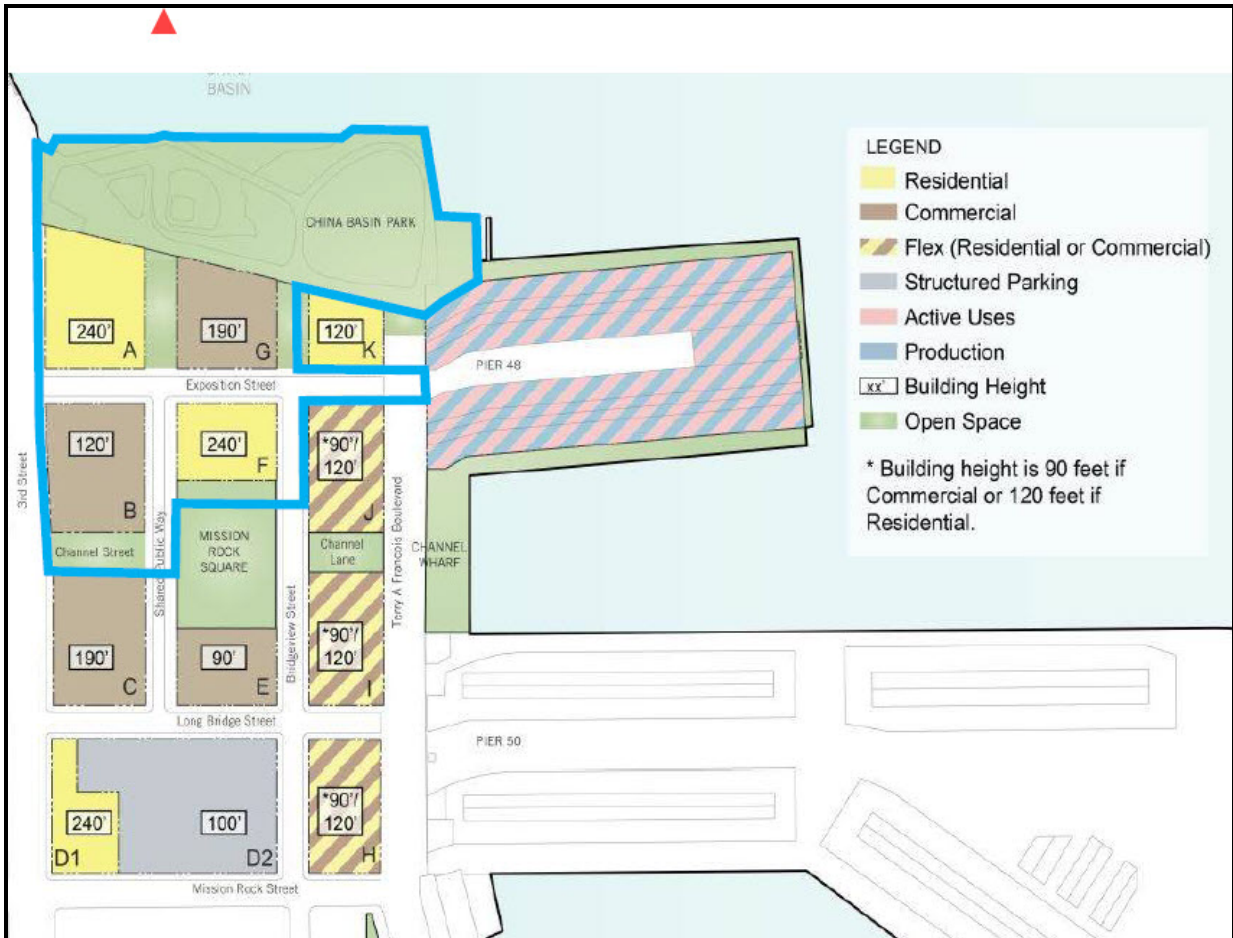 BASIN
CHINA BASIN PARK
240'
A
190'
G
120'
K
PIER 48
Exposition Street
3rd Street
120'
B
240'
F
*90'/
120'
J
Channel Street
Shared Public Way
MISSION
ROCK
SQUARE
Bridgeview Street
Channel
Lane
Terry A Francois Boulevard
CHANNEL
WHARF
190'
C
90'
E
*90'/
120'
I
Long Bridge Street
PIER 50
240'
D1
100'
D2
*90'/
120'
H
Mission Rock Street
LEGEND
Residential
Commercial
Flex (Residential or Commercial)
Structured Parking
Active Uses
Production
xx' Building Height
Open Space
* Building height is 90 feet if
Commercial or 120 feet if
Residential.